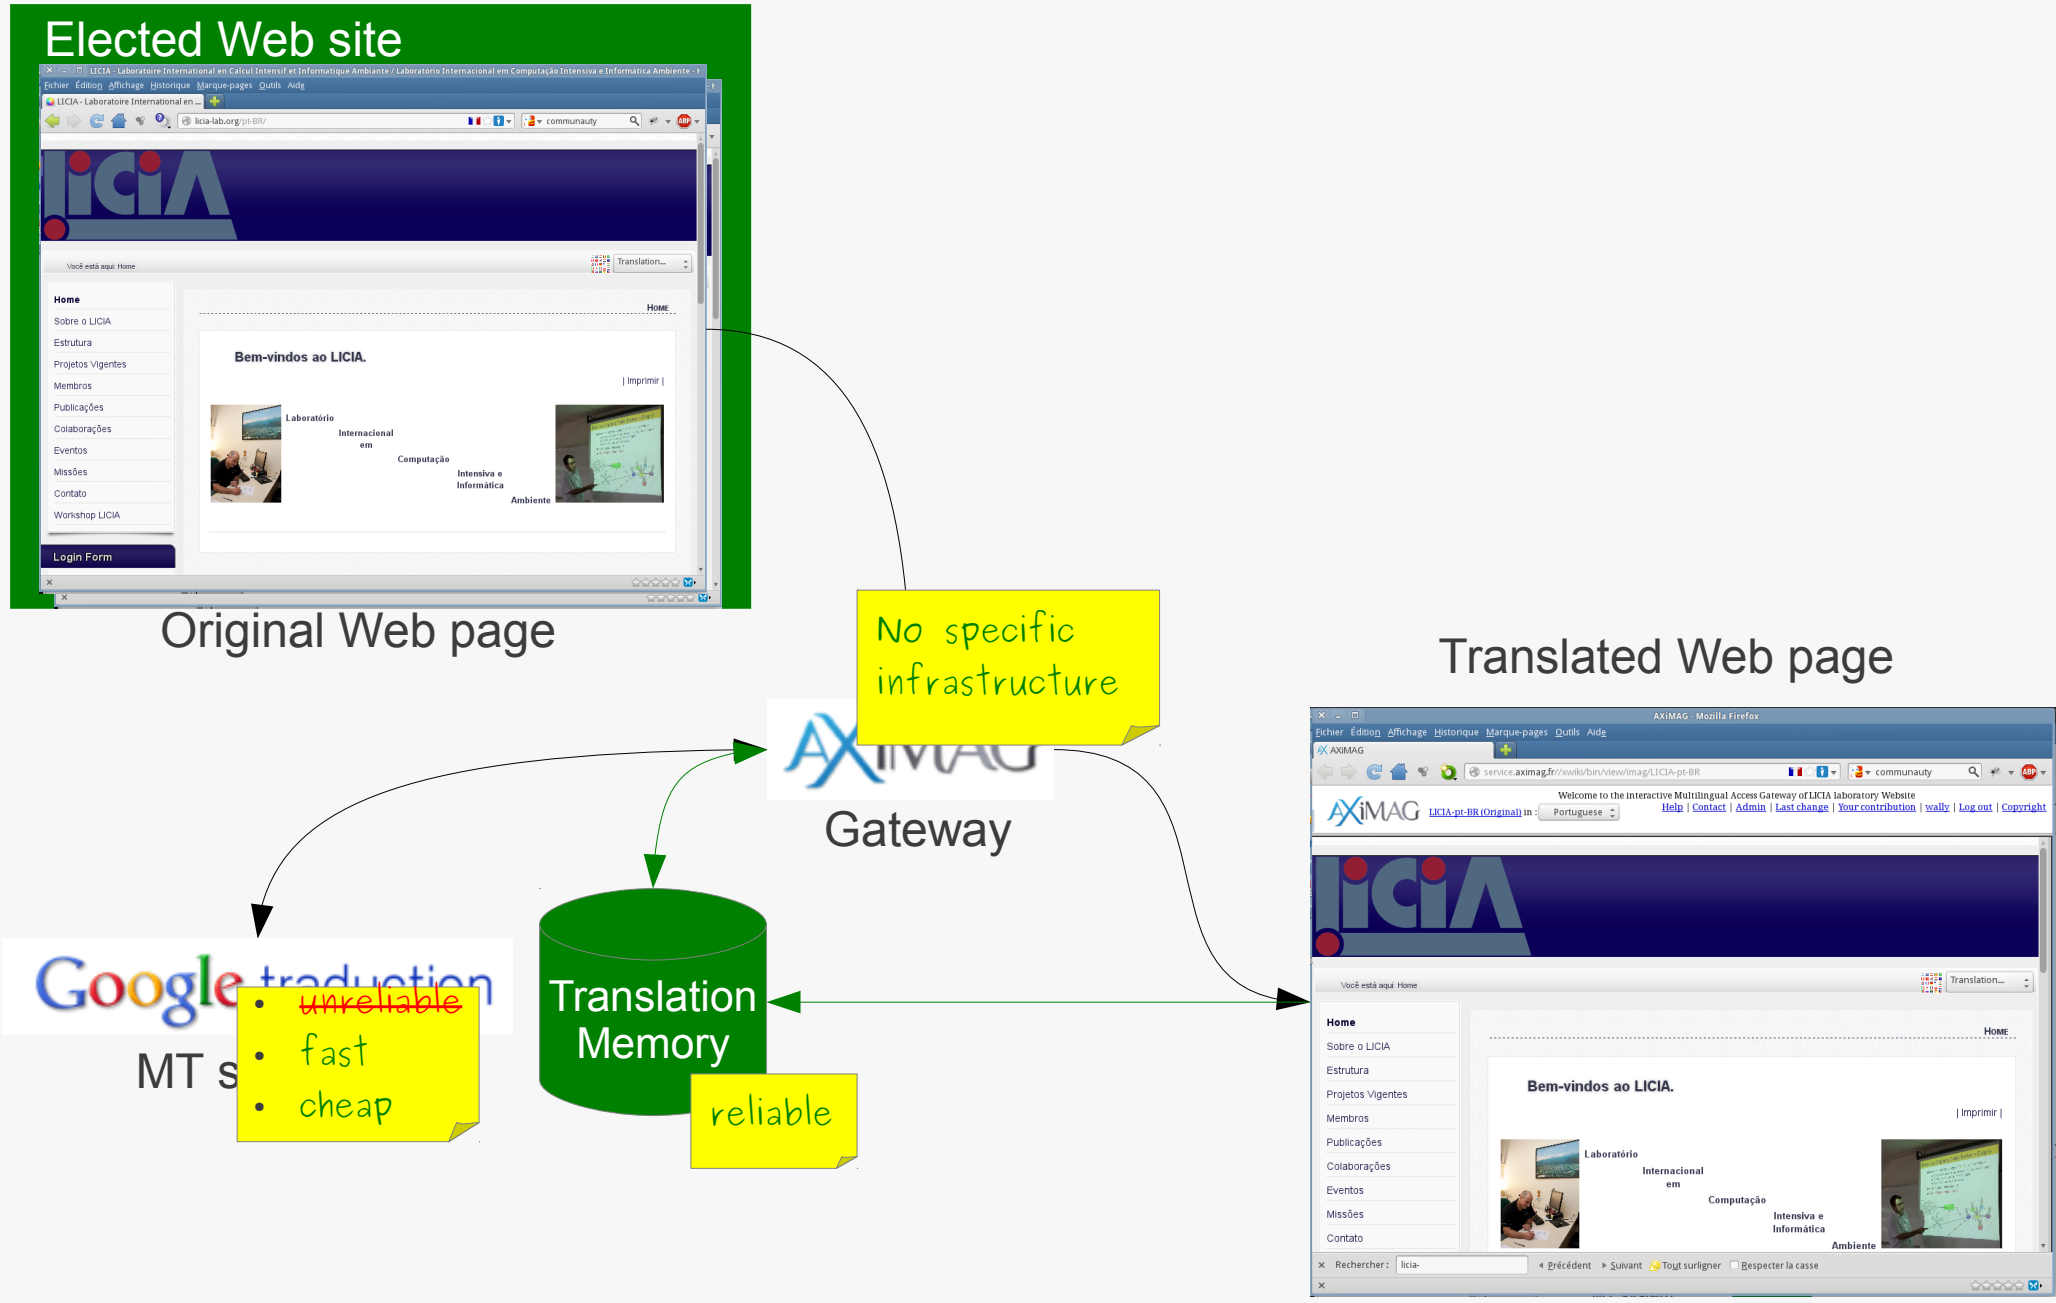 Elected Web site
LICIA - Laboratoire International en Calcul Intensif et Informatique Ambiante / Laboratório Internacional em Computação Intensiva e Informática Ambiente -
Fichier Édition Affichage Historique Marque-pages Outils Aide
LICIA - Laboratoire International en ...
licia-lab.org/pt-BR/
communauty
ABP
liciA
Você está aqui: Home
Translation...
Home
Sobre o LICIA
Estrutura
Projetos Vigentes
Membros
Publicações
Colaborações
Eventos
Missões
Contato
Workshop LICIA
Login Form
HOME
Bem-vindos ao LICIA.
| Imprimir |
Laboratório
Internacional
em
Computação
Intensiva e
Informática
Ambiente
Original Web page
No specific
infrastructure
AXiMAG
Gateway
Google traduction
MT s
• unreliable
• fast
• cheap
Translation
Memory
reliable
Translated Web page
AXiMAG - Mozilla Firefox
Fichier Édition Affichage Historique Marque-pages Outils Aide
AXiMAG
service.aximag.fr/xwiki/bin/view/imag/LICIA-pt-BR
communauty
ABP
Welcome to the interactive Multilingual Access Gateway of LICIA laboratory Website
AXiMAG
LICIA-pt-BR (Original) in : Portuguese
Help | Contact | Admin | Last change | Your contribution | wally | Log out | Copyright
liciA
Você está aqui: Home
Translation...
Home
Sobre o LICIA
Estrutura
Projetos Vigentes
Membros
Publicações
Colaborações
Eventos
Missões
Contato
HOME
Bem-vindos ao LICIA.
| Imprimir |
Laboratório
Internacional
em
Computação
Intensiva e
Informática
Ambiente
Rechercher : licia-
Précédent Suivant Tout surligner Respecter la casse